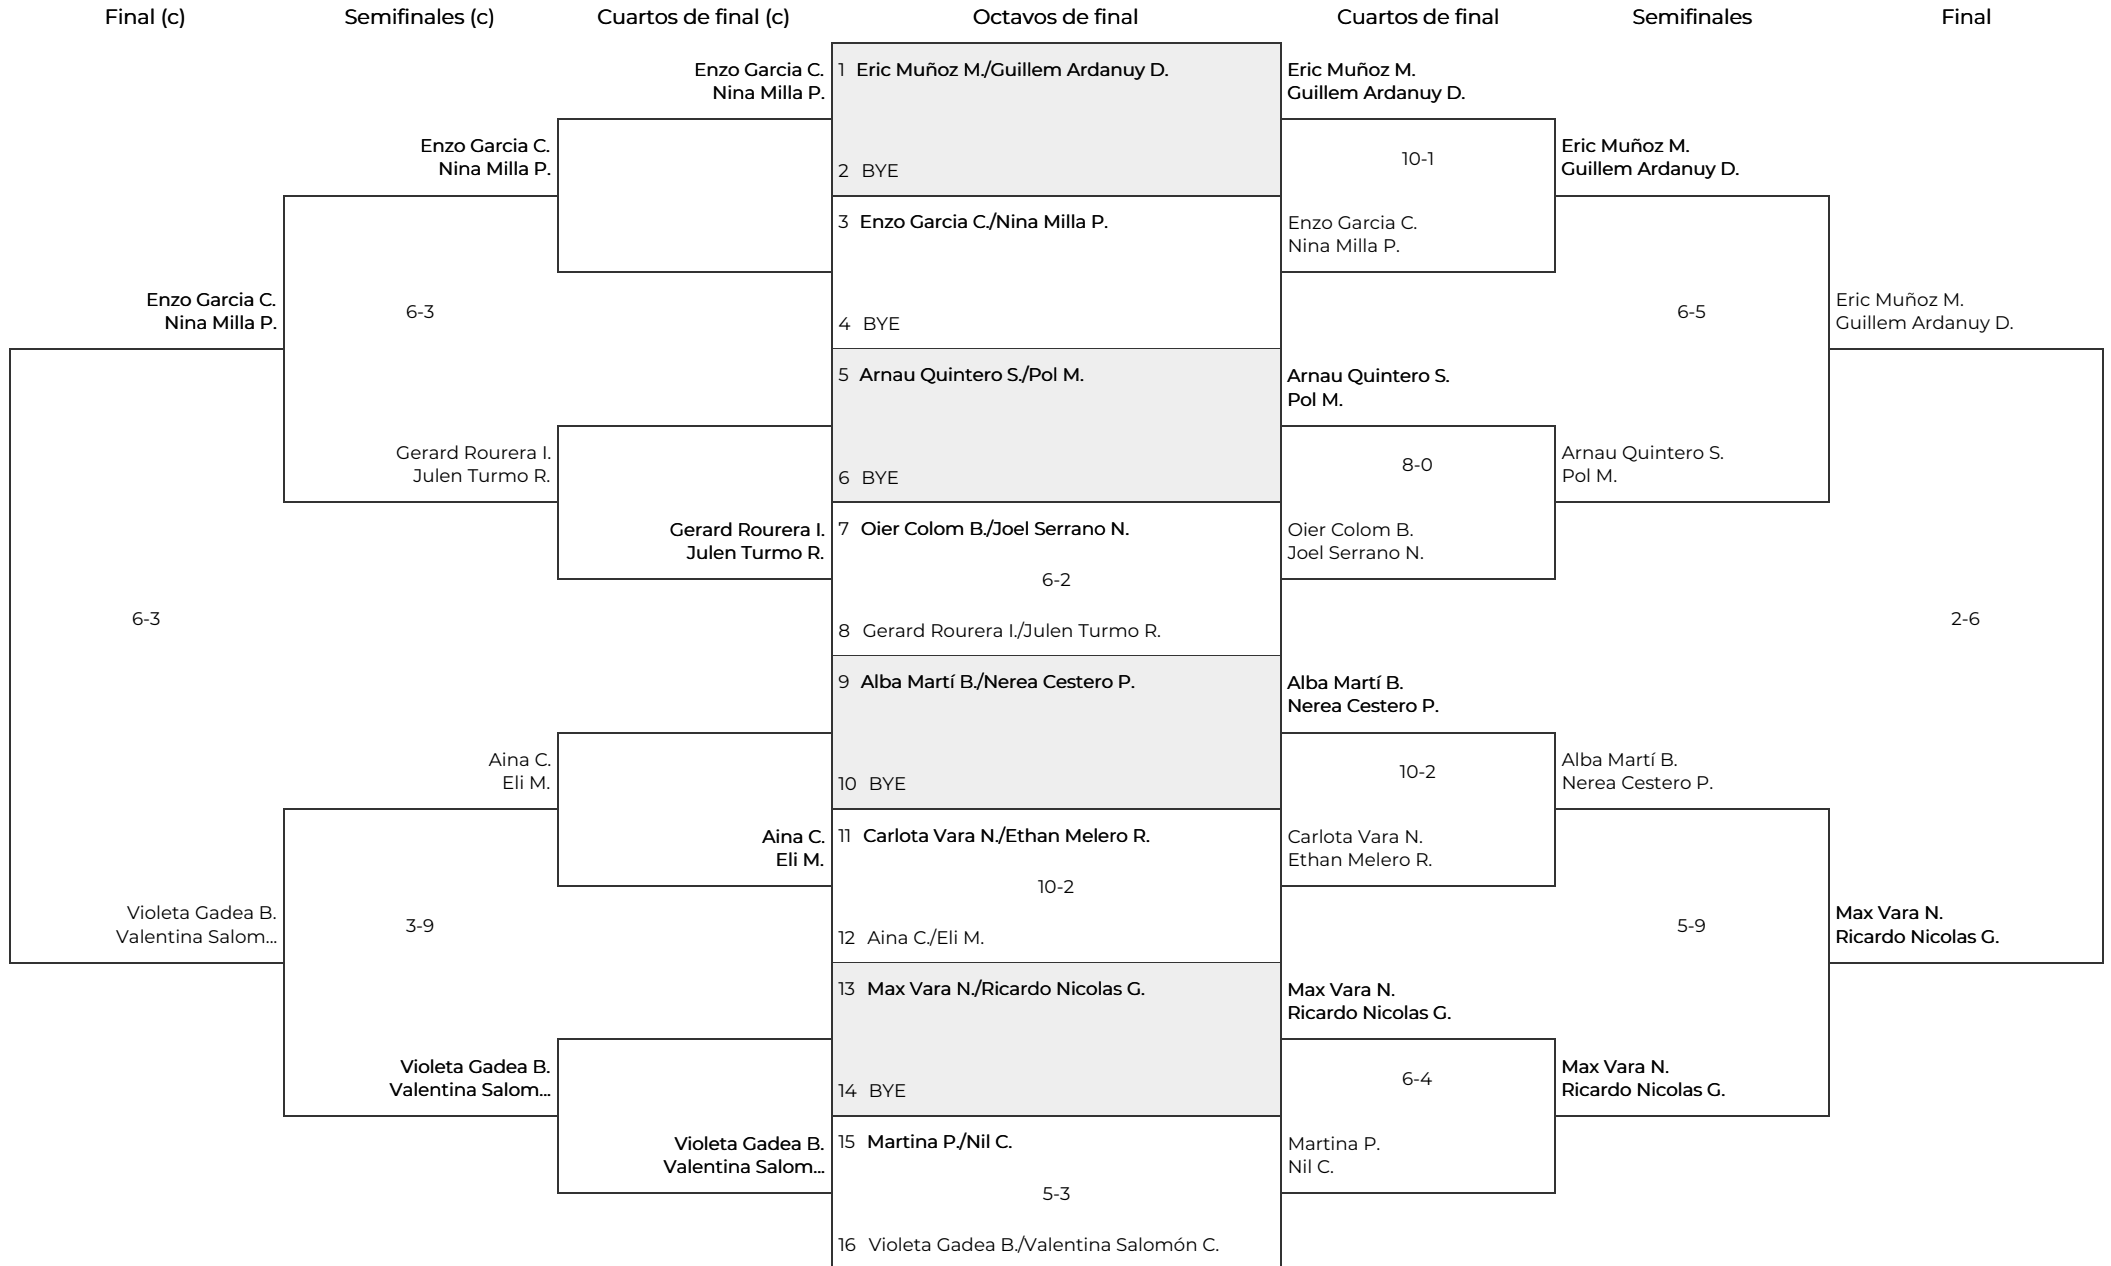 Final (c)
Semifinales (c)
Cuartos de final (c)
Octavos de final
Cuartos de final
Semifinales
Final
Enzo Garcia C.
Nina Milla P.
6-3
Violeta Gadea B.
Valentina Salom...
Enzo Garcia C.
Nina Milla P.
6-3
Gerard Rourera I.
Julen Turmo R.
Aina C.
Eli M.
3-9
Violeta Gadea B.
Valentina Salom...
Enzo Garcia C.
Nina Milla P.
Gerard Rourera I.
Julen Turmo R.
Aina C.
Eli M.
Violeta Gadea B.
Valentina Salom...
1 Eric Muñoz M./Guillem Ardanuy D.
2 BYE
3 Enzo Garcia C./Nina Milla P.
4 BYE
5 Arnau Quintero S./Pol M.
6 BYE
7 Oier Colom B./Joel Serrano N.
6-2
8 Gerard Rourera I./Julen Turmo R.
9 Alba Martí B./Nerea Cestero P.
10 BYE
11 Carlota Vara N./Ethan Melero R.
10-2
12 Aina C./Eli M.
13 Max Vara N./Ricardo Nicolas G.
14 BYE
15 Martina P./Nil C.
5-3
16 Violeta Gadea B./Valentina Salomón C.
Eric Muñoz M.
Guillem Ardanuy D.
10-1
Enzo Garcia C.
Nina Milla P.
Arnau Quintero S.
Pol M.
8-0
Oier Colom B.
Joel Serrano N.
Alba Martí B.
Nerea Cestero P.
10-2
Carlota Vara N.
Ethan Melero R.
Max Vara N.
Ricardo Nicolas G.
6-4
Martina P.
Nil C.
Eric Muñoz M.
Guillem Ardanuy D.
6-5
Arnau Quintero S.
Pol M.
Alba Martí B.
Nerea Cestero P.
5-9
Max Vara N.
Ricardo Nicolas G.
Eric Muñoz M.
Guillem Ardanuy D.
2-6
Max Vara N.
Ricardo Nicolas G.